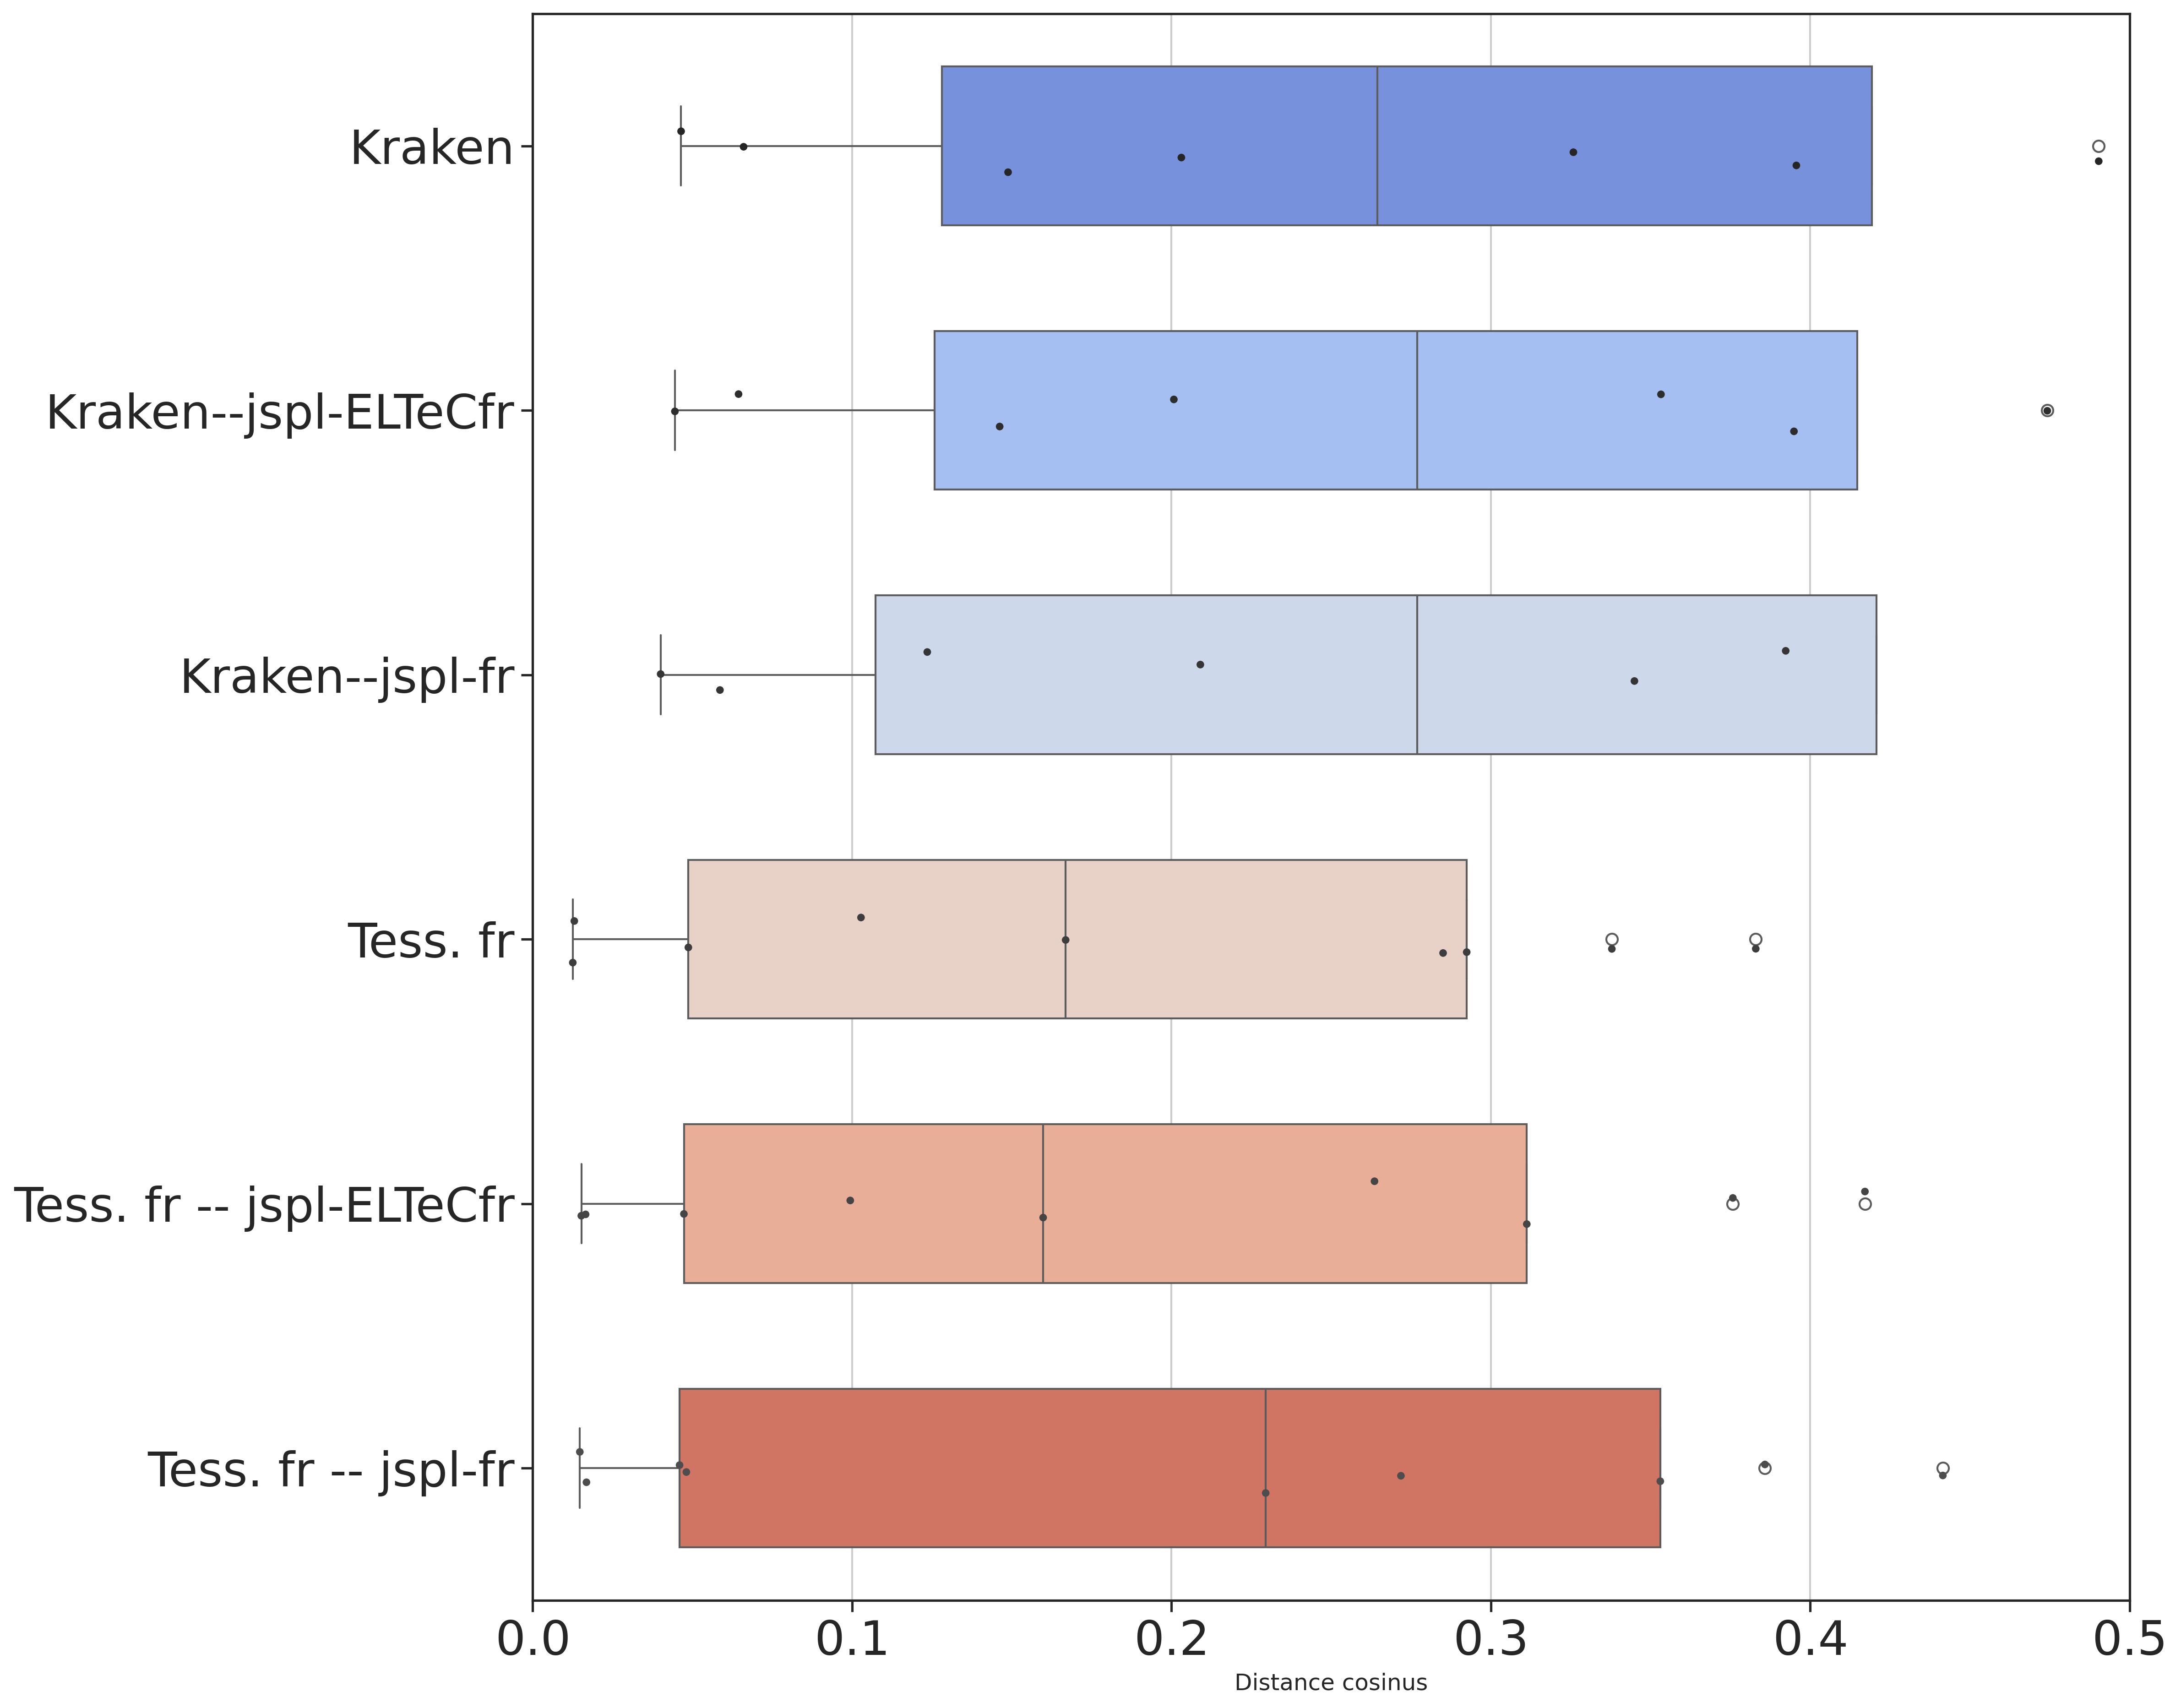 Kraken
Kraken--jspl-ELTeCfr
Kraken--jspl-fr
Tess. fr
Tess. fr -- jspl-ELTeCfr
Tess. fr -- jspl-fr
0.0 0.1 0.2 0.3 0.4 0.5
Distance cosinus